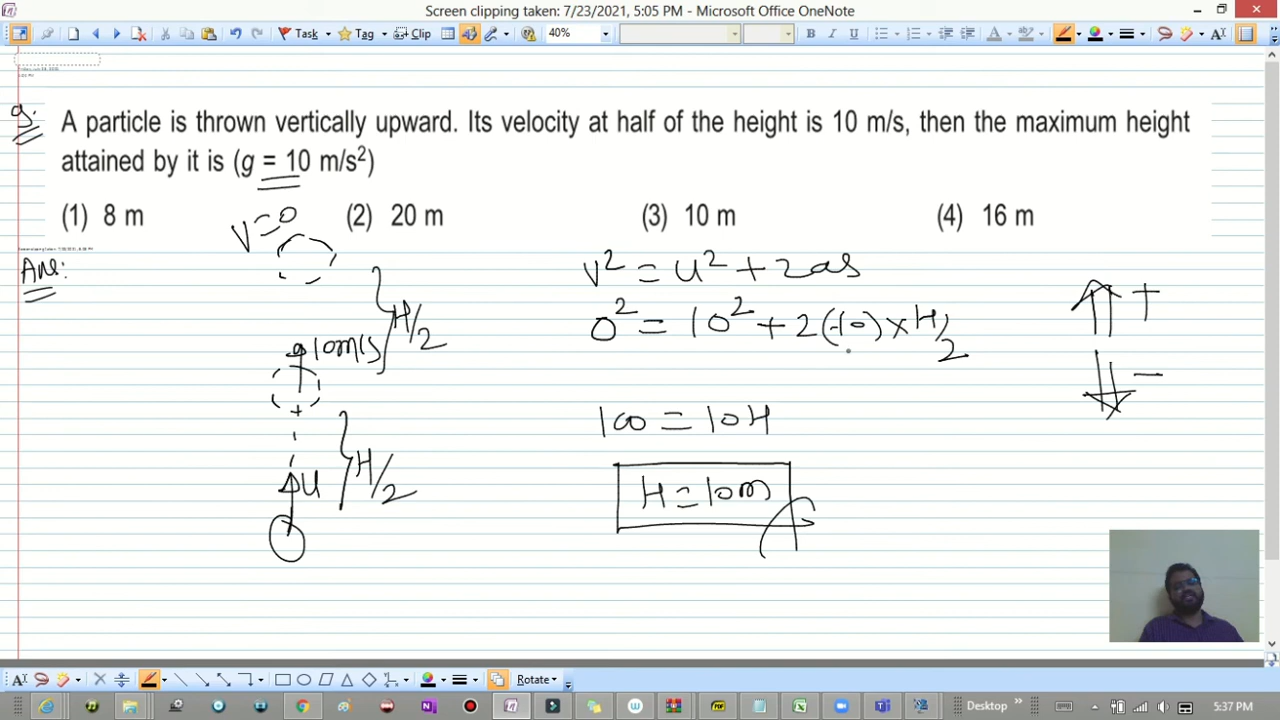 Screen clipping taken: 7/23/2021, 5:05 PM - Microsoft Office OneNote
Task Tag Clip 40% B I U A
Q.
A particle is thrown vertically upward. Its velocity at half of the height is 10 m/s, then the maximum height
attained by it is (g = 10 m/s²)
(1) 8 m (2) 20 m (3) 10 m (4) 16 m
Ans:
V=0
H/2
10m/s
U
H/2
V² = U² + 2as
0² = 10² + 2(-10)×H/2
100 = 10H
H = 10m
+
−
Rotate
Desktop
5:37 PM